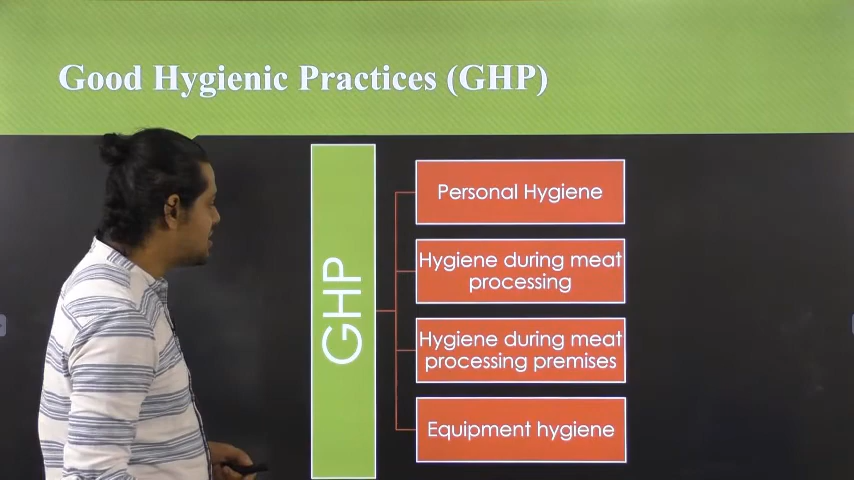 Good Hygienic Practices (GHP)
GHP
Personal Hygiene
Hygiene during meat
processing
Hygiene during meat
processing premises
Equipment hygiene